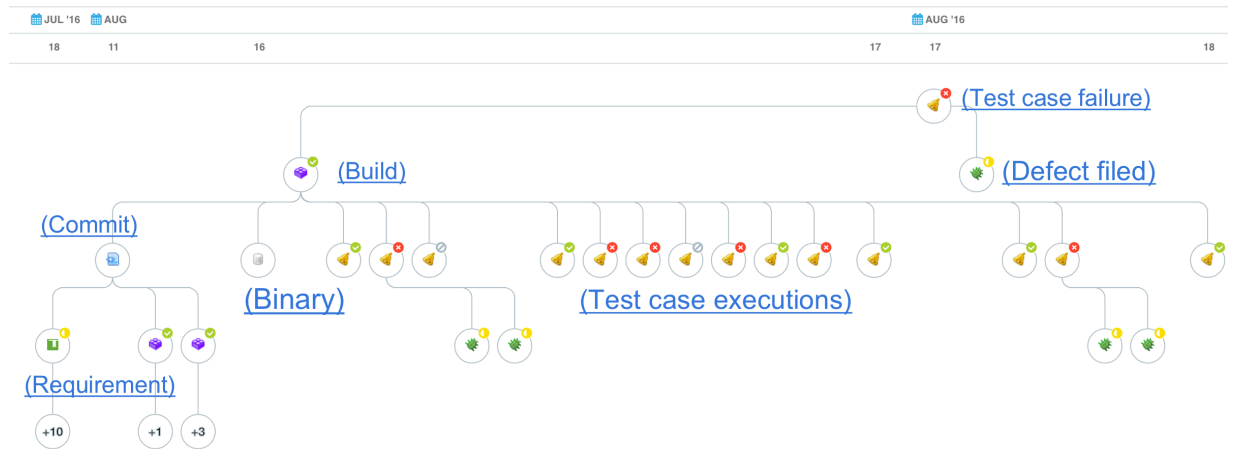 JUL '16 AUG AUG '16
18 11 16 17 17 18
(Test case failure)
(Build) (Defect filed)
(Commit)
(Binary) (Test case executions)
(Requirement)
+10 +1 +3